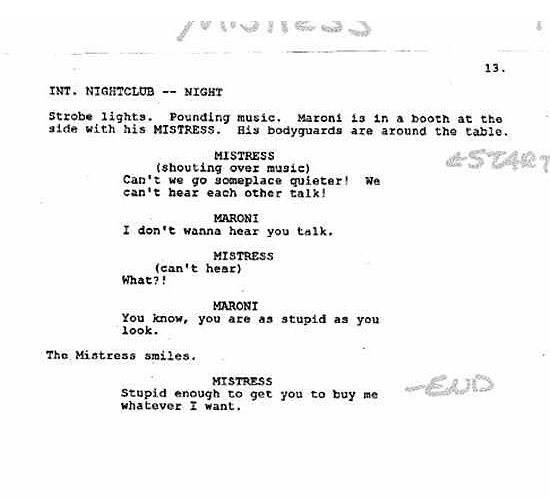 MISTRESS
13.
INT. NIGHTCLUB -- NIGHT
Strobe lights. Pounding music. Maroni is in a booth at the
side with his MISTRESS. His bodyguards are around the table.
MISTRESS
(shouting over music)
←START
Can't we go someplace quieter! We
can't hear each other talk!
MARONI
I don't wanna hear you talk.
MISTRESS
(can't hear)
What?!
MARONI
You know, you are as stupid as you
look.
The Mistress smiles.
MISTRESS
—END
Stupid enough to get you to buy me
whatever I want.